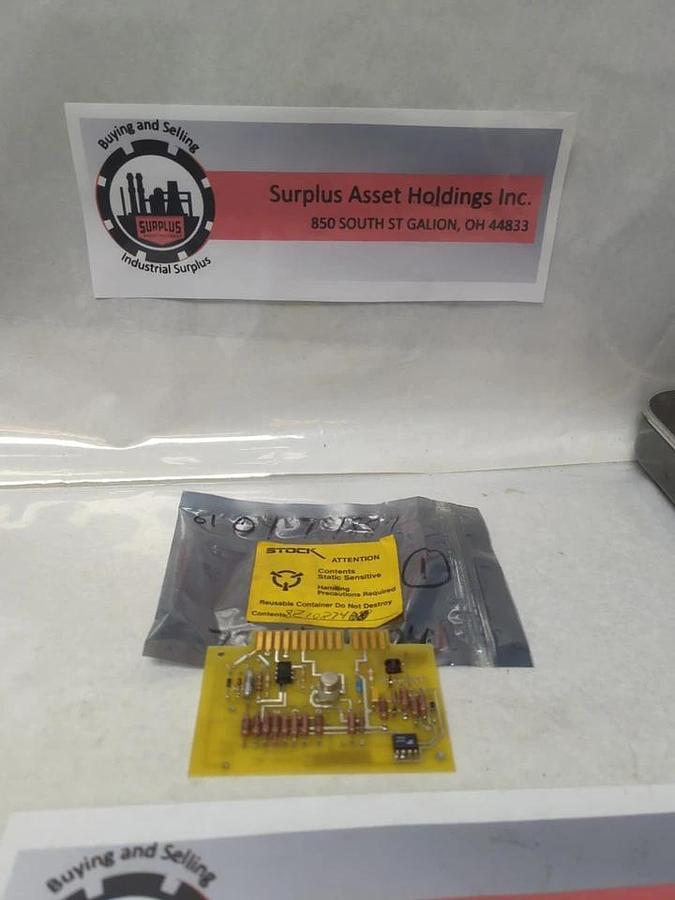 Buying and Selling
SURPLUS
Industrial Surplus
Surplus Asset Holdings Inc.
850 SOUTH ST GALION, OH 44833
STOCK
ATTENTION
Contents
Static Sensitive
Handling
Precautions Required
Reusable Container Do Not Destroy
Contents
1
Buying and Selling